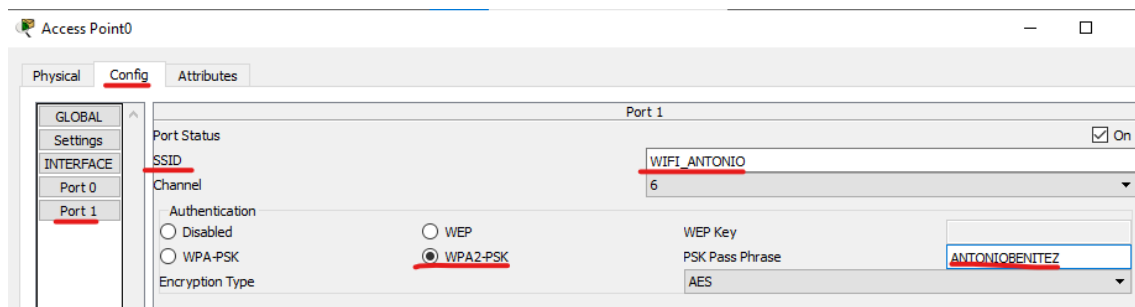 Access Point0
Physical Config Attributes
GLOBAL
Settings
INTERFACE
Port 0
Port 1
Port 1
Port Status On
SSID WIFI_ANTONIO
Channel 6
Authentication
Disabled WEP WEP Key
WPA-PSK WPA2-PSK PSK Pass Phrase ANTONIOBENITEZ
Encryption Type AES